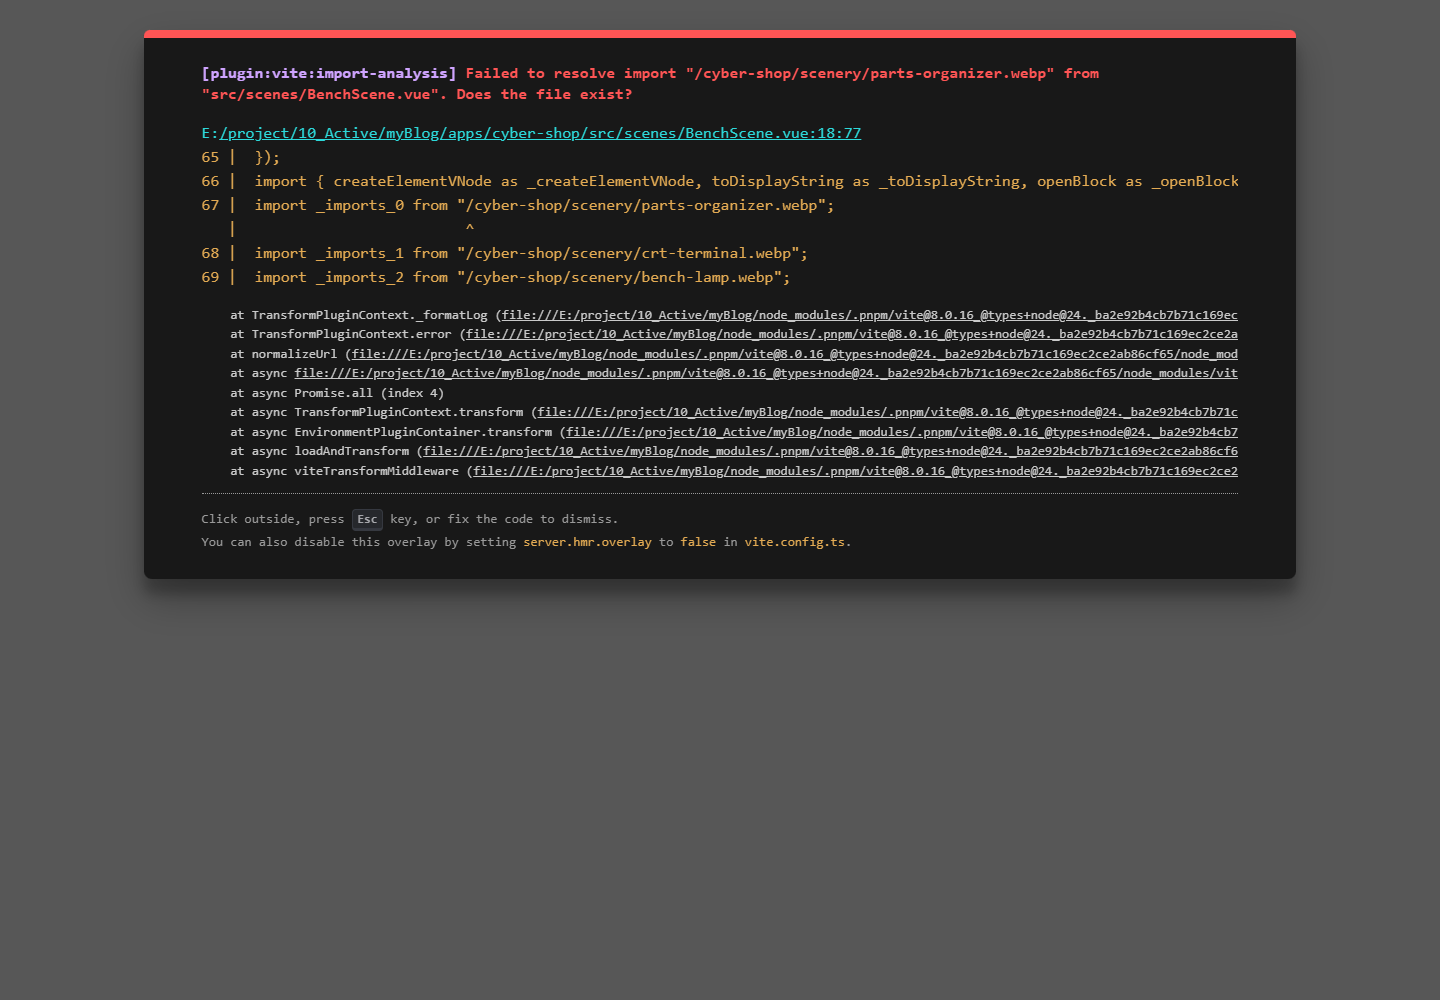 [plugin:vite:import-analysis] Failed to resolve import "/cyber-shop/scenery/parts-organizer.webp" from
"src/scenes/BenchScene.vue". Does the file exist?
E:/project/10_Active/myBlog/apps/cyber-shop/src/scenes/BenchScene.vue:18:77
65 |  });
66 |  import { createElementVNode as _createElementVNode, toDisplayString as _toDisplayString, openBlock as _openBlock
67 |  import _imports_0 from "/cyber-shop/scenery/parts-organizer.webp";
   |                          ^
68 |  import _imports_1 from "/cyber-shop/scenery/crt-terminal.webp";
69 |  import _imports_2 from "/cyber-shop/scenery/bench-lamp.webp";
at TransformPluginContext._formatLog (file:///E:/project/10_Active/myBlog/node_modules/.pnpm/vite@8.0.16_@types+node@24._ba2e92b4cb7b71c169ec
at TransformPluginContext.error (file:///E:/project/10_Active/myBlog/node_modules/.pnpm/vite@8.0.16_@types+node@24._ba2e92b4cb7b71c169ec2ce2a
at normalizeUrl (file:///E:/project/10_Active/myBlog/node_modules/.pnpm/vite@8.0.16_@types+node@24._ba2e92b4cb7b71c169ec2ce2ab86cf65/node_mod
at async file:///E:/project/10_Active/myBlog/node_modules/.pnpm/vite@8.0.16_@types+node@24._ba2e92b4cb7b71c169ec2ce2ab86cf65/node_modules/vit
at async Promise.all (index 4)
at async TransformPluginContext.transform (file:///E:/project/10_Active/myBlog/node_modules/.pnpm/vite@8.0.16_@types+node@24._ba2e92b4cb7b71c
at async EnvironmentPluginContainer.transform (file:///E:/project/10_Active/myBlog/node_modules/.pnpm/vite@8.0.16_@types+node@24._ba2e92b4cb7
at async loadAndTransform (file:///E:/project/10_Active/myBlog/node_modules/.pnpm/vite@8.0.16_@types+node@24._ba2e92b4cb7b71c169ec2ce2ab86cf6
at async viteTransformMiddleware (file:///E:/project/10_Active/myBlog/node_modules/.pnpm/vite@8.0.16_@types+node@24._ba2e92b4cb7b71c169ec2ce2
Click outside, press Esc key, or fix the code to dismiss.
You can also disable this overlay by setting server.hmr.overlay to false in vite.config.ts.